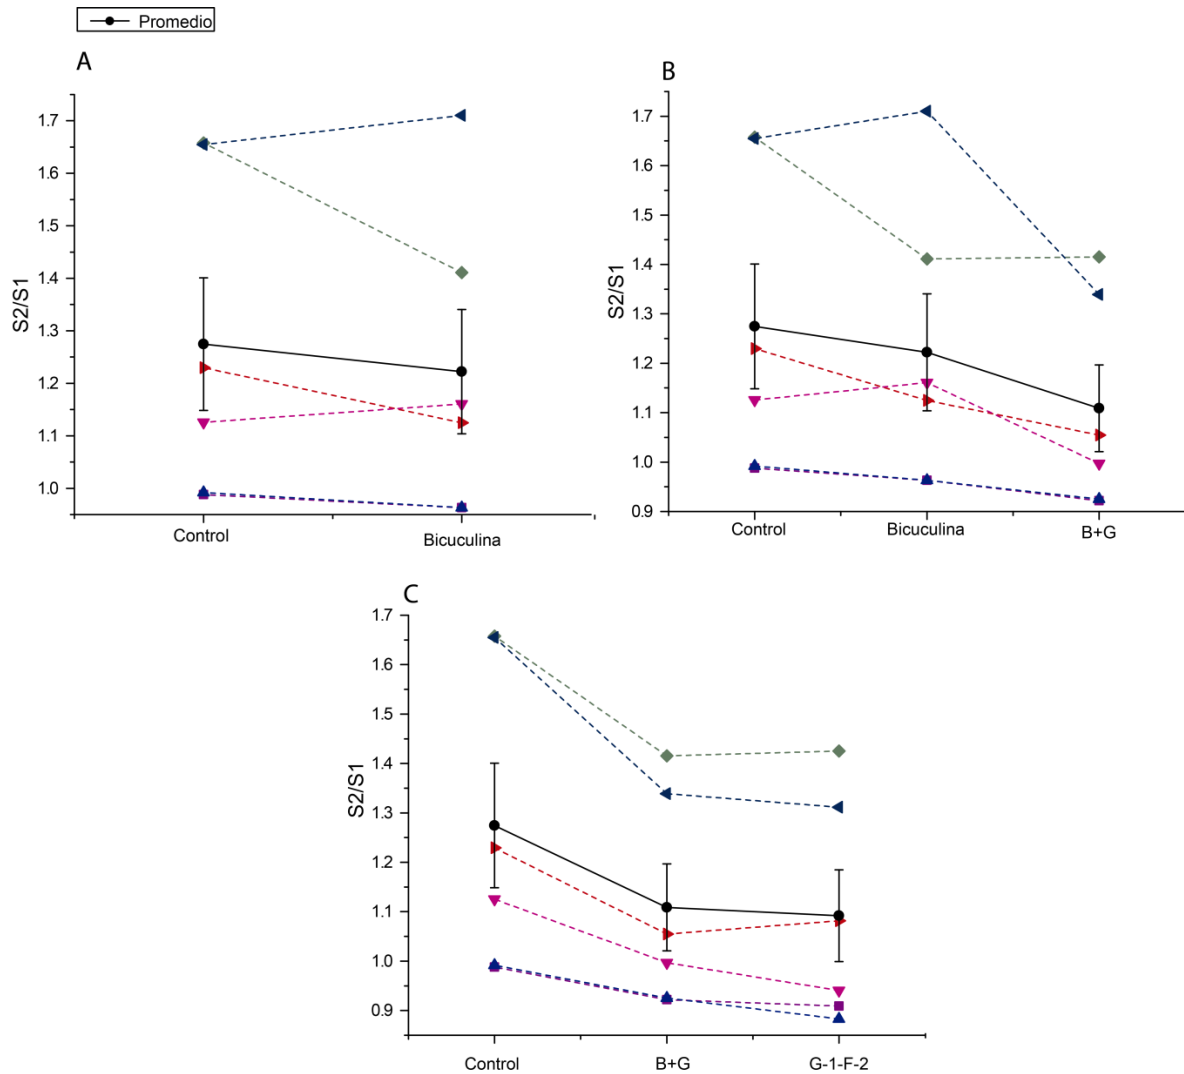 Promedio
A
1.7
1.6
1.5
1.4
1.3
1.2
1.1
1.0
S2/S1
Control
Bicuculina
B
1.7
1.6
1.5
1.4
1.3
1.2
1.1
1.0
0.9
S2/S1
Control
Bicuculina
B+G
C
1.7
1.6
1.5
1.4
1.3
1.2
1.1
1.0
0.9
S2/S1
Control
B+G
G-1-F-2